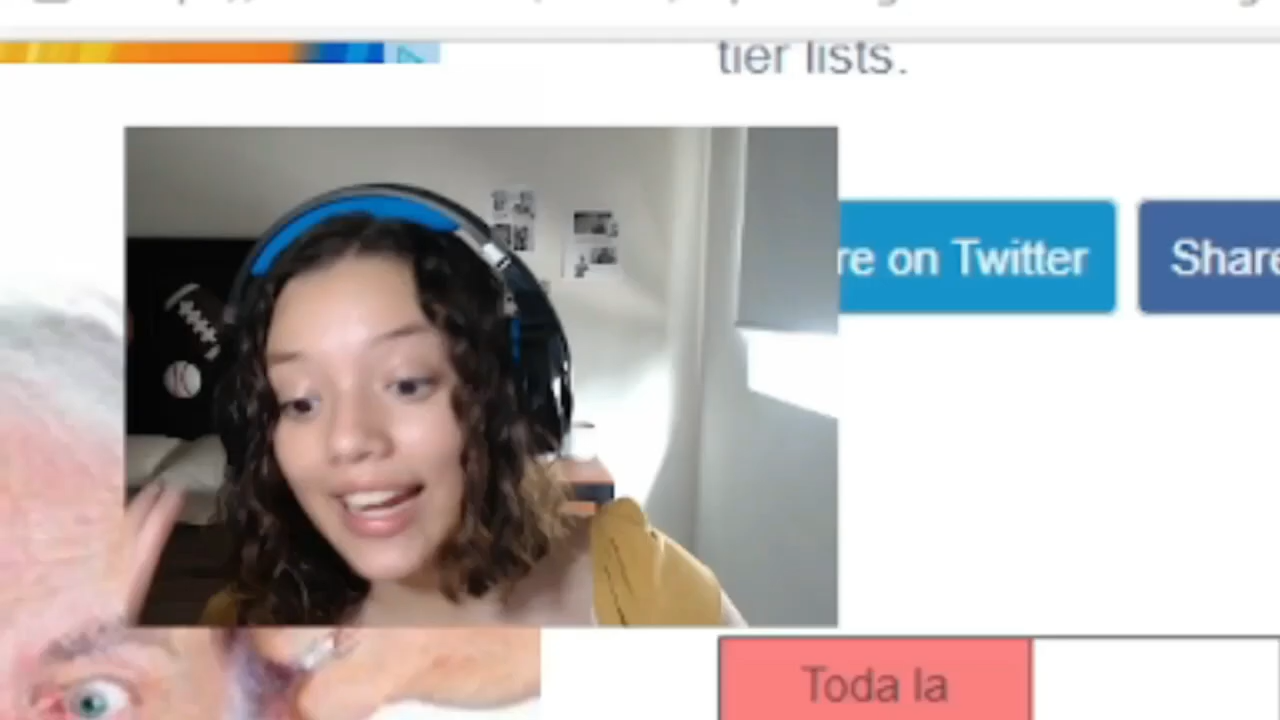 tier lists.
re on Twitter
Share
Toda la